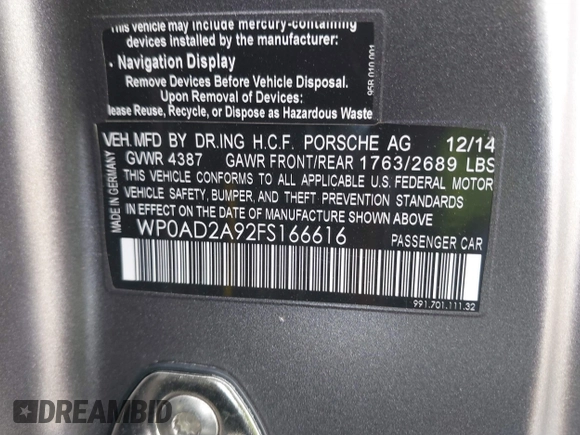 This vehicle may include mercury-containing
devices installed by the manufacturer:
· Navigation Display
Remove Devices Before Vehicle Disposal.
Upon Removal of Devices:
lease Reuse, Recycle, or Dispose as Hazardous Waste
958.010.001
VEH. MFD BY DR.ING H.C.F. PORSCHE AG 12/14
GVWR 4387 GAWR FRONT/REAR 1763/2689 LBS
THIS VEHICLE CONFORMS TO ALL APPLICABLE U.S. FEDERAL MOTOR
VEHICLE SAFETY, BUMPER, AND THEFT PREVENTION STANDARDS
IN EFFECT ON THE DATE OF MANUFACTURE SHOWN ABOVE
MADE IN GERMANY
WP0AD2A92FS166616 PASSENGER CAR
991.701.111.32
DREAMBID